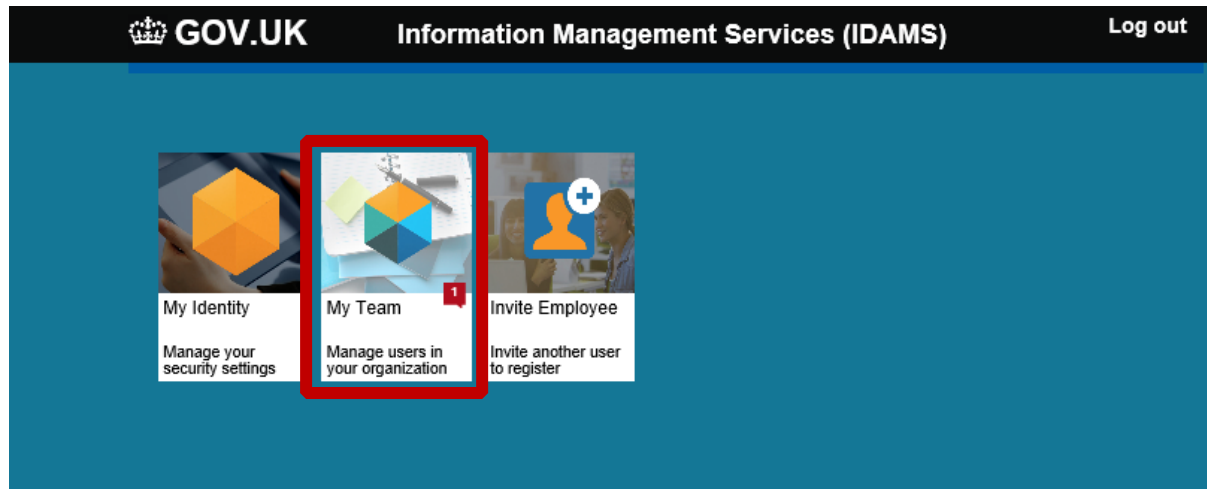 GOV.UK
Information Management Services (IDAMS)
Log out
My Identity
Manage your
security settings
1
My Team
Manage users in
your organization
Invite Employee
Invite another user
to register